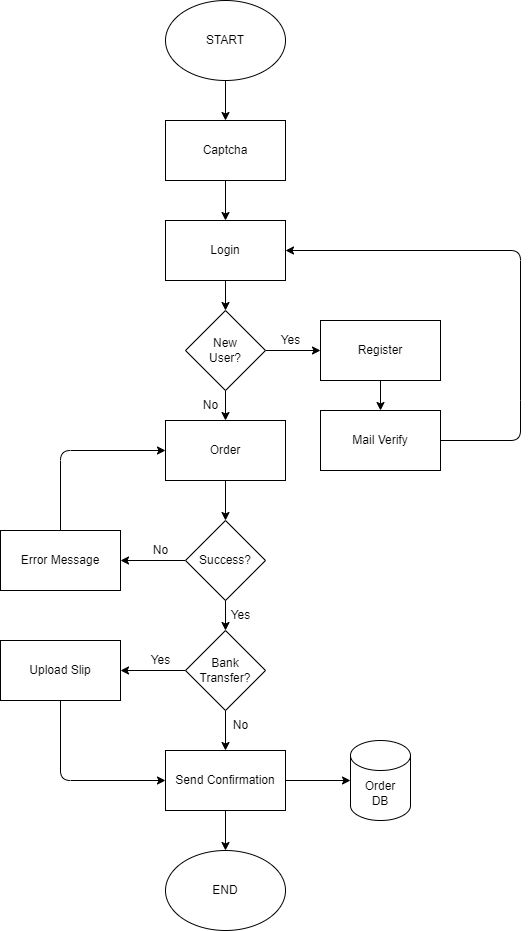 START
Captcha
Login
New
User?
Yes
Register
No
Mail Verify
Order
Error Message
No
Success?
Yes
Upload Slip
Yes
Bank
Transfer?
No
Send Confirmation
Order
DB
END